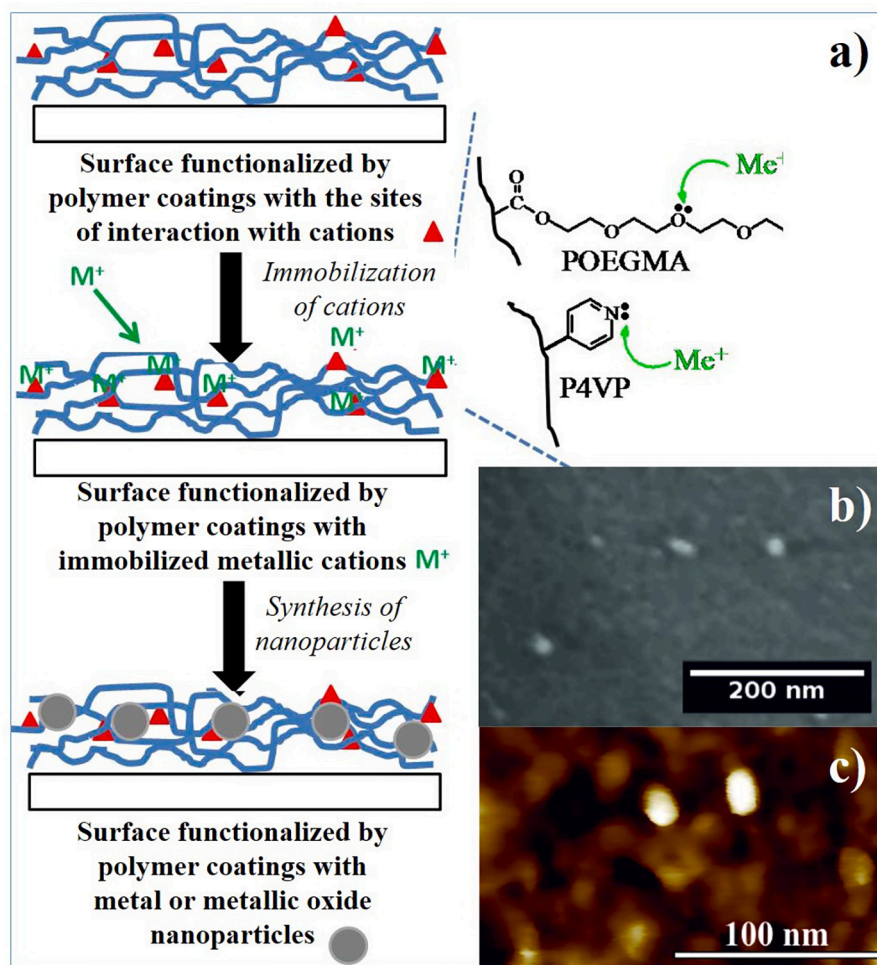 a)
Surface functionalized by
polymer coatings with the sites
of interaction with cations
Immobilization
of cations
M⁺
M⁺
M⁺
M⁺
M⁺
M⁺
M⁺
M⁺
M⁺
Surface functionalized by
polymer coatings with
immobilized metallic cations M⁺
Synthesis of
nanoparticles
Surface functionalized by
polymer coatings with
metal or metallic oxide
nanoparticles
Me⁺
O
C
O
O
O
O
POEGMA
N
Me⁺
P4VP
b)
200 nm
c)
100 nm